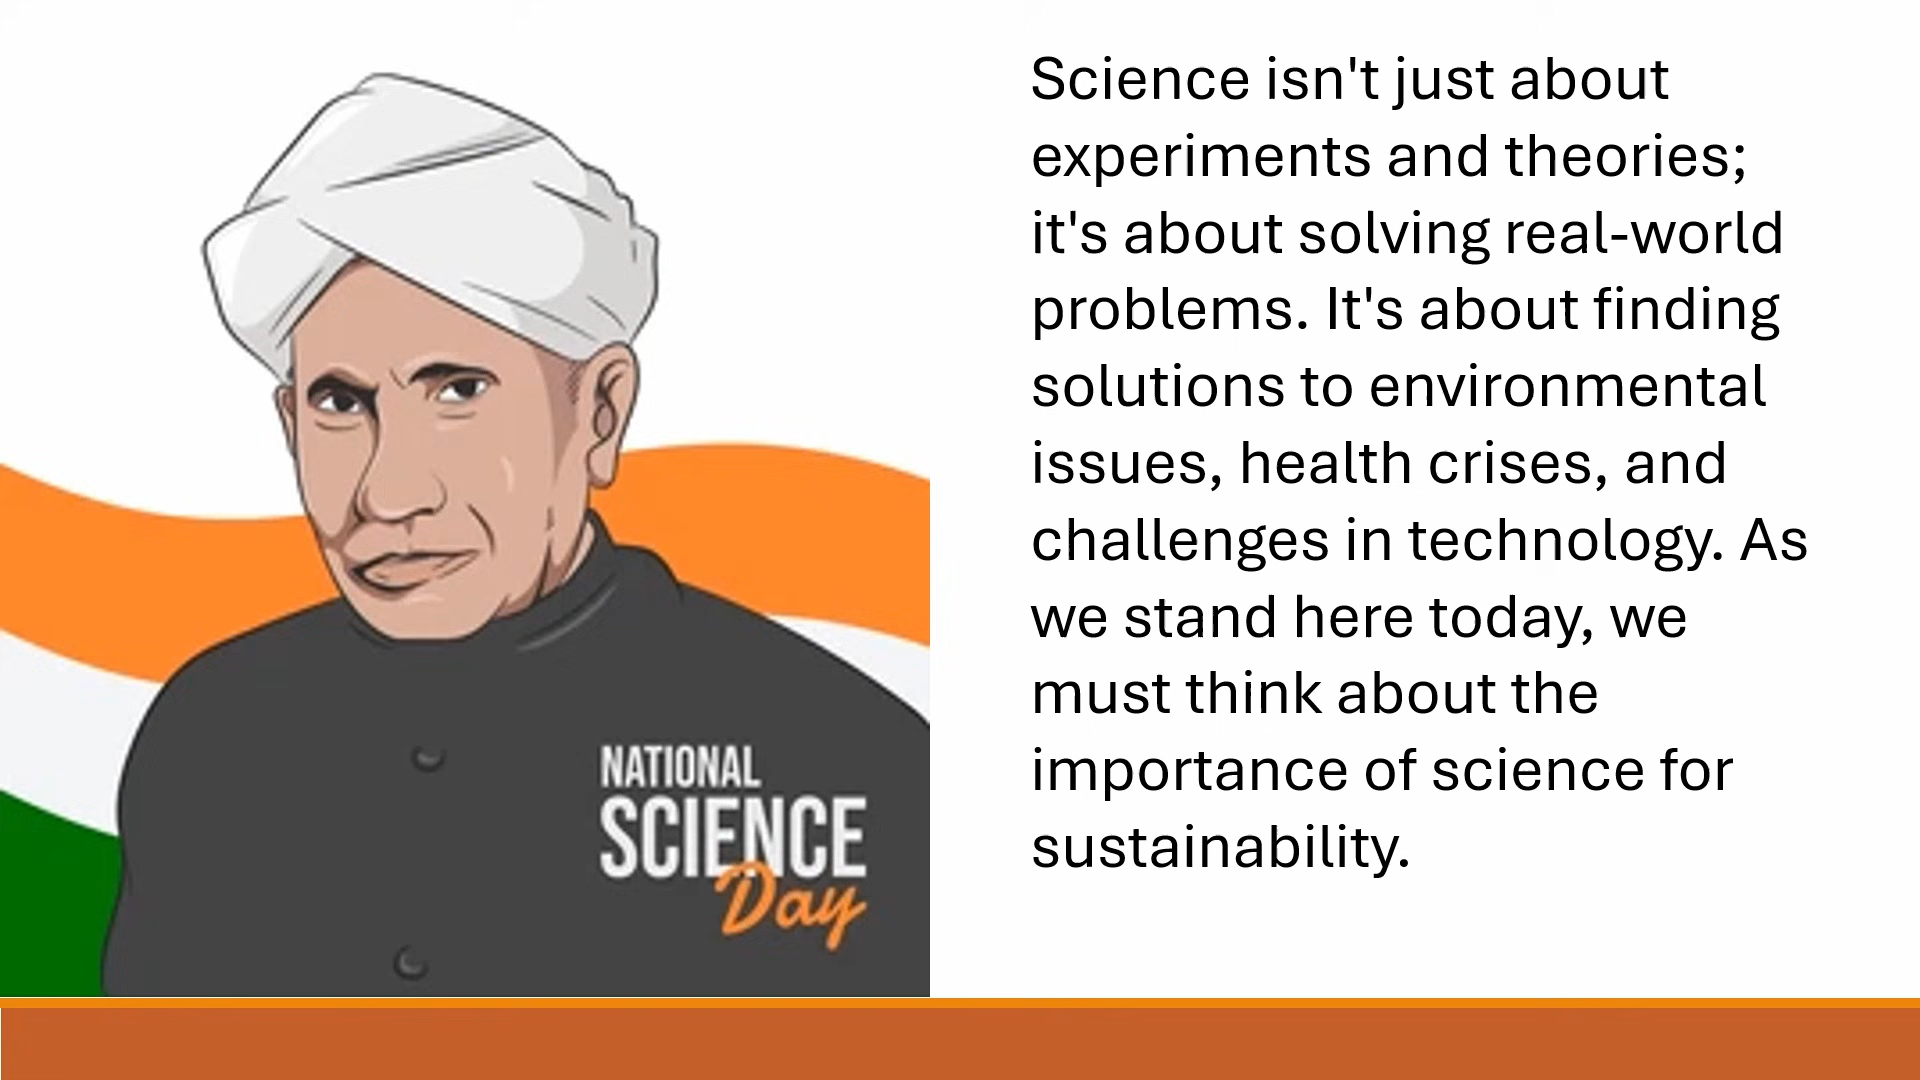 Science isn't just about
experiments and theories;
it's about solving real-world
problems. It's about finding
solutions to environmental
issues, health crises, and
challenges in technology. As
we stand here today, we
must think about the
importance of science for
sustainability.
NATIONAL
SCIENCE
Day